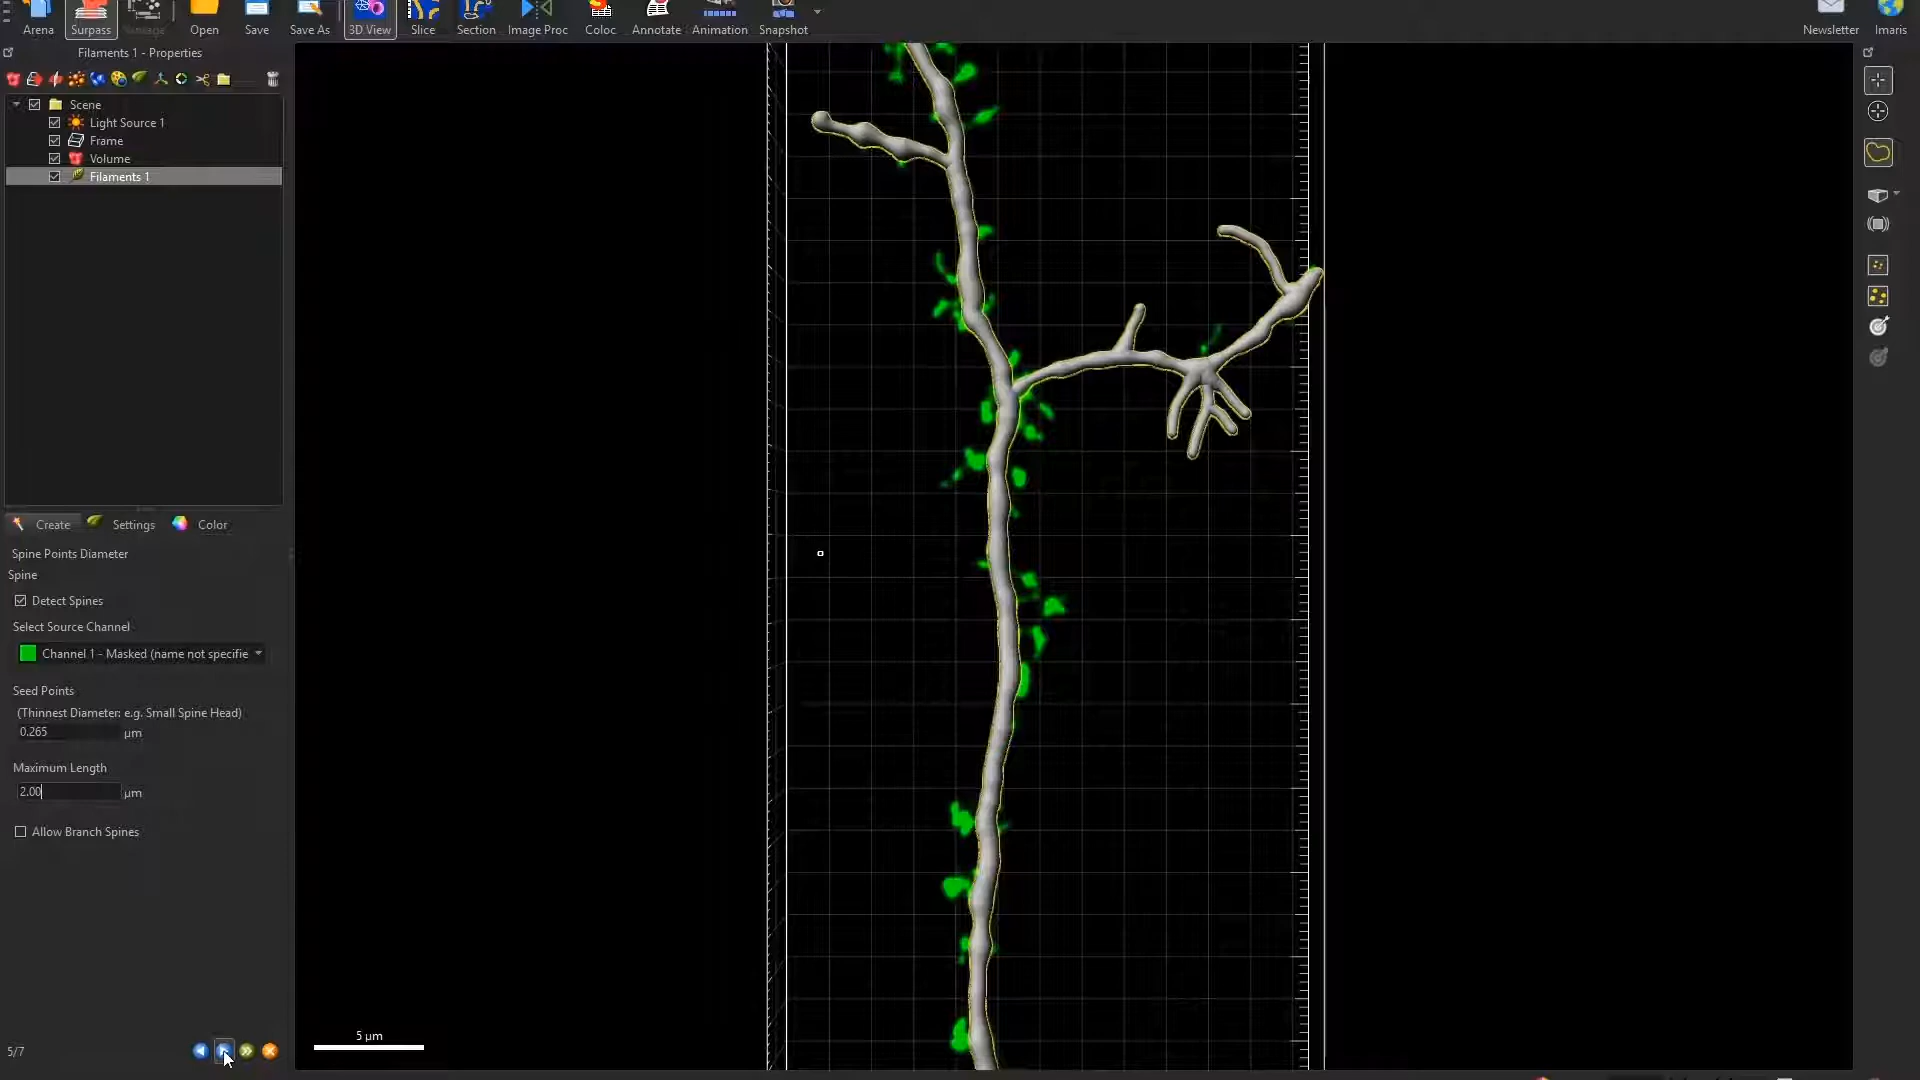 Arena Surpass Open Save Save As 3D View Slice Section Image Proc Coloc Annotate Animation Snapshot Newsletter Imaris
Filaments 1 - Properties
Scene
Light Source 1
Frame
Volume
Filaments 1
Create Settings Color
Spine Points Diameter
Spine
Detect Spines
Select Source Channel
Channel 1 - Masked (name not specifie
Seed Points
(Thinnest Diameter: e.g. Small Spine Head)
0.265 µm
Maximum Length
2.00 µm
Allow Branch Spines
5/7
5 µm